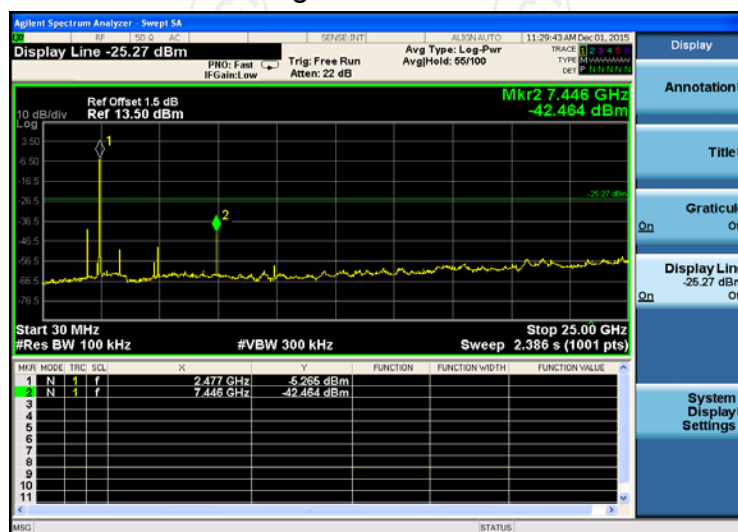 Agilent Spectrum Analyzer - Swept SA
LXI RF 50 Ω AC SENSE:INT ALIGN AUTO 11:29:43 AM Dec 01, 2015
Display Line -25.27 dBm
PNO: Fast
IFGain:Low
Trig: Free Run
Atten: 22 dB
Avg Type: Log-Pwr
Avg|Hold: 55/100
TRACE 1 2 3 4 5 6
TYPE M
DET P N N N N N
Display
Mkr2 7.446 GHz
-42.464 dBm
Ref Offset 1.5 dB
Ref 13.50 dBm
10 dB/div
Log
3.50
-6.50
-16.5
-26.5
-36.5
-46.5
-56.5
-66.5
-76.5
1
2
-25.27 dBm
Start 30 MHz
Stop 25.00 GHz
#Res BW 100 kHz
#VBW 300 kHz
Sweep 2.386 s (1001 pts)
MKR MODE TRC SCL X Y FUNCTION FUNCTION WIDTH FUNCTION VALUE
1 N 1 f 2.477 GHz -5.265 dBm
2 N 1 f 7.446 GHz -42.464 dBm
3
4
5
6
7
8
9
10
11
MSG
STATUS
Annotation
Title
Graticul
On Of
Display Lin
-25.27 dBm
On Of
System
Display
Settings